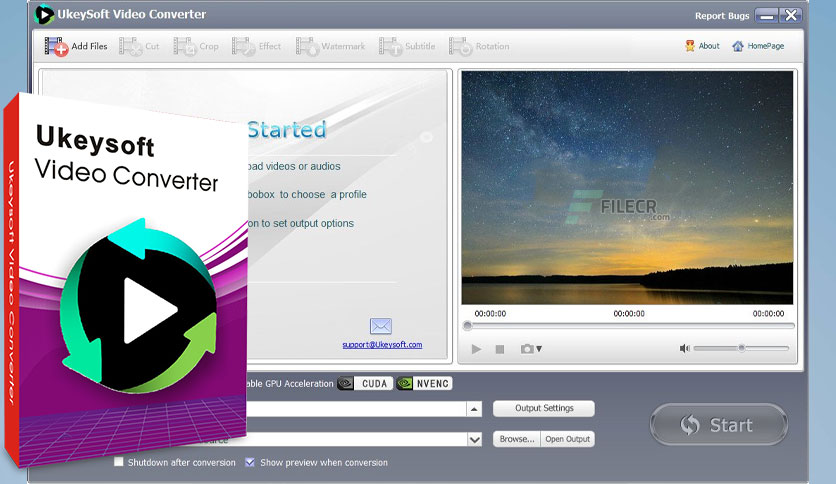 UkeySoft Video Converter
Report Bugs
Add Files
Cut
Crop
Effect
Watermark
Subtitle
Rotation
About
HomePage
Started
ad videos or audios
bobox to choose a profile
on to set output options
support@Ukeysoft.com
Ukeysoft
Video Converter
Ukeysoft Video Converter
FILECR
.com
00:00:00
00:00:00
00:00:00
able GPU Acceleration
CUDA
NVENC
Output Settings
Browse...
Open Output
Start
Shutdown after conversion
Show preview when conversion